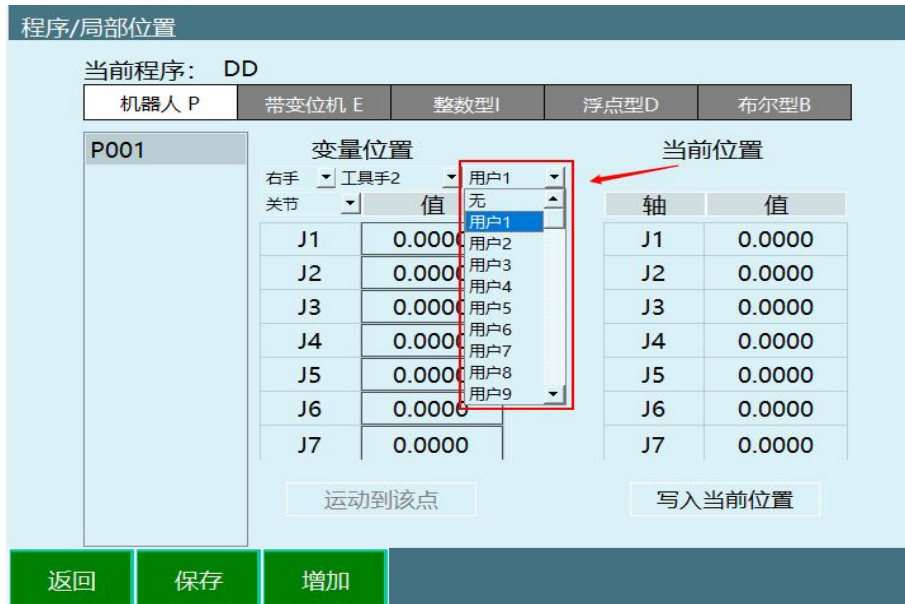 程序/局部位置
当前程序: DD
机器人 P 带变位机 E 整数型I 浮点型D 布尔型B
P001 变量位置 当前位置
右手 工具手2 用户1
关节 值 无 轴 值
用户1
J1 0.0000 用户2 J1 0.0000
J2 0.0000 用户3 J2 0.0000
用户4
J3 0.0000 用户5 J3 0.0000
J4 0.0000 用户6 J4 0.0000
用户7
J5 0.0000 用户8 J5 0.0000
J6 0.0000 用户9 J6 0.0000
J7 0.0000 J7 0.0000
运动到该点 写入当前位置
返回 保存 增加